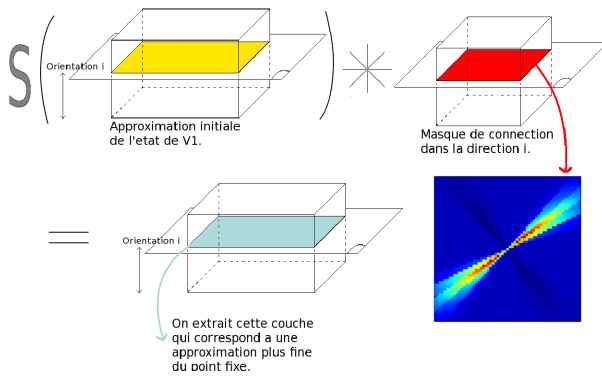 S
Orientation i
Approximation initiale
de l'etat de V1.
Masque de connection
dans la direction i.
=
Orientation i
On extrait cette couche
qui correspond a une
approximation plus fine
du point fixe.